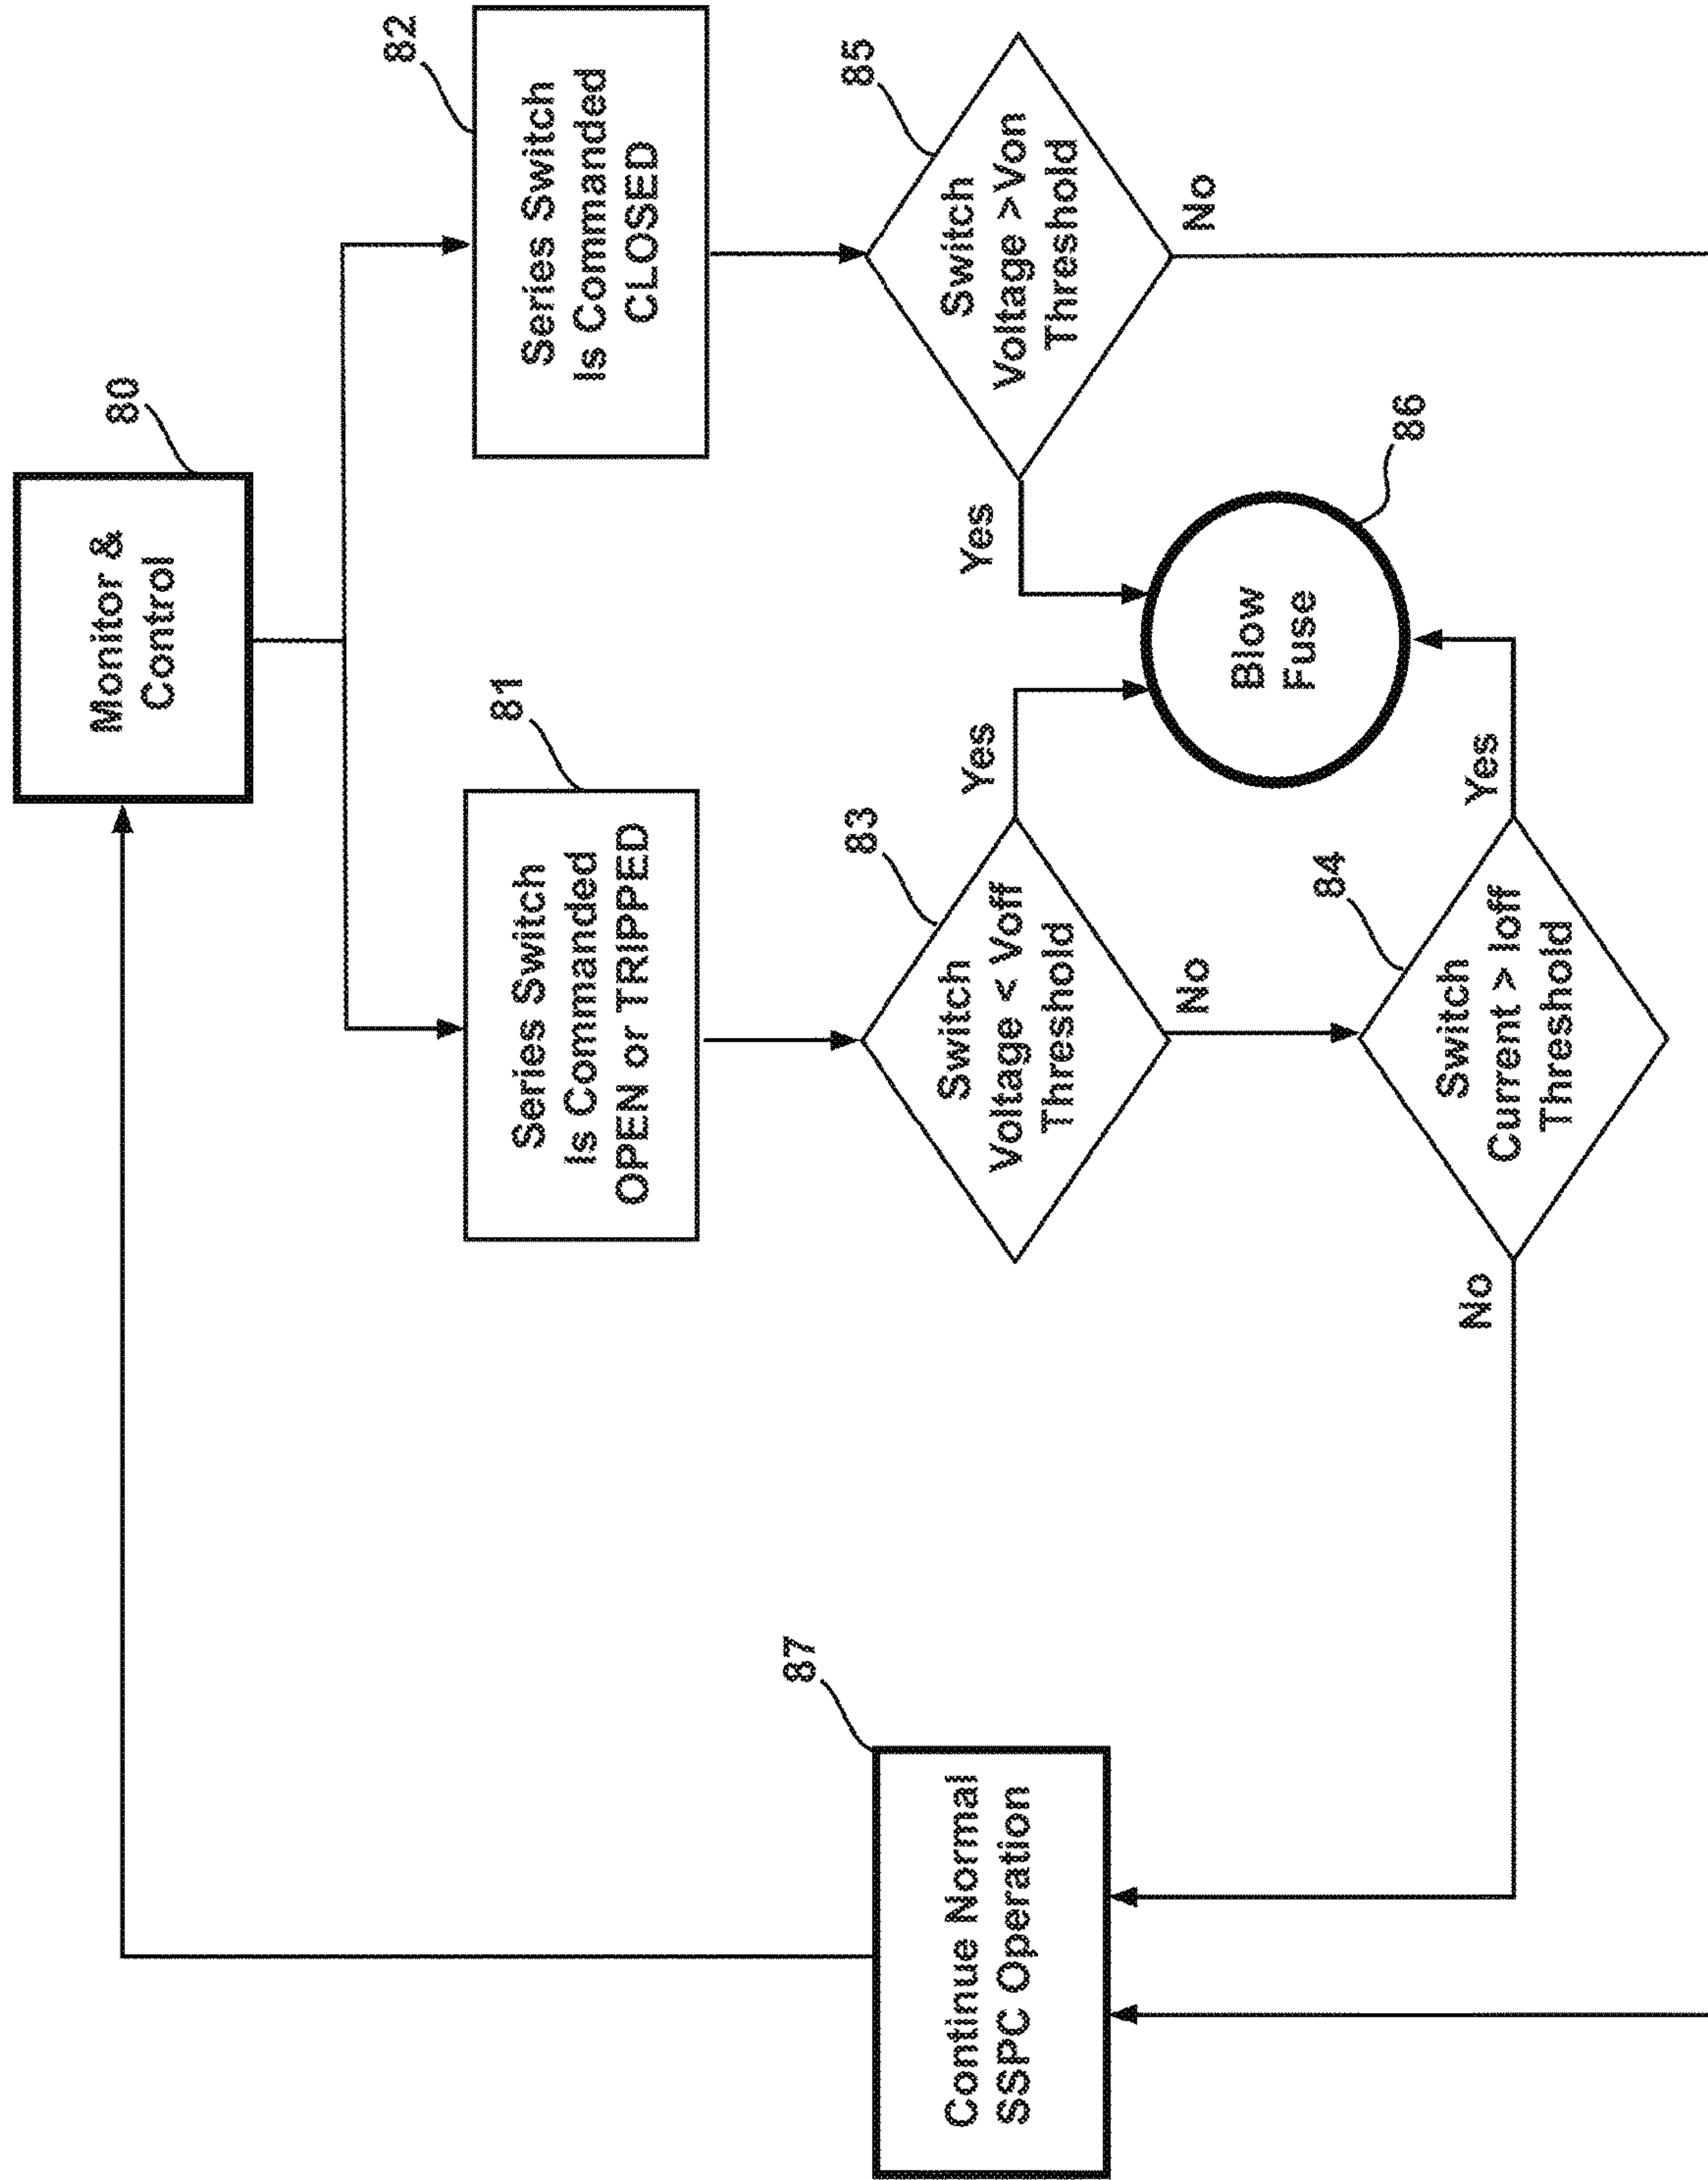 80
Monitor &
Control
81
Series Switch
Is Commanded
OPEN or TRIPPED
82
Series Switch
Is Commanded
CLOSED
83
Switch
Voltage < Voff
Threshold
Yes
No
85
Switch
Voltage >Von
Threshold
Yes
No
86
Blow
Fuse
84
Switch
Current > Ioff
Threshold
Yes
No
87
Continue Normal
SSPC Operation